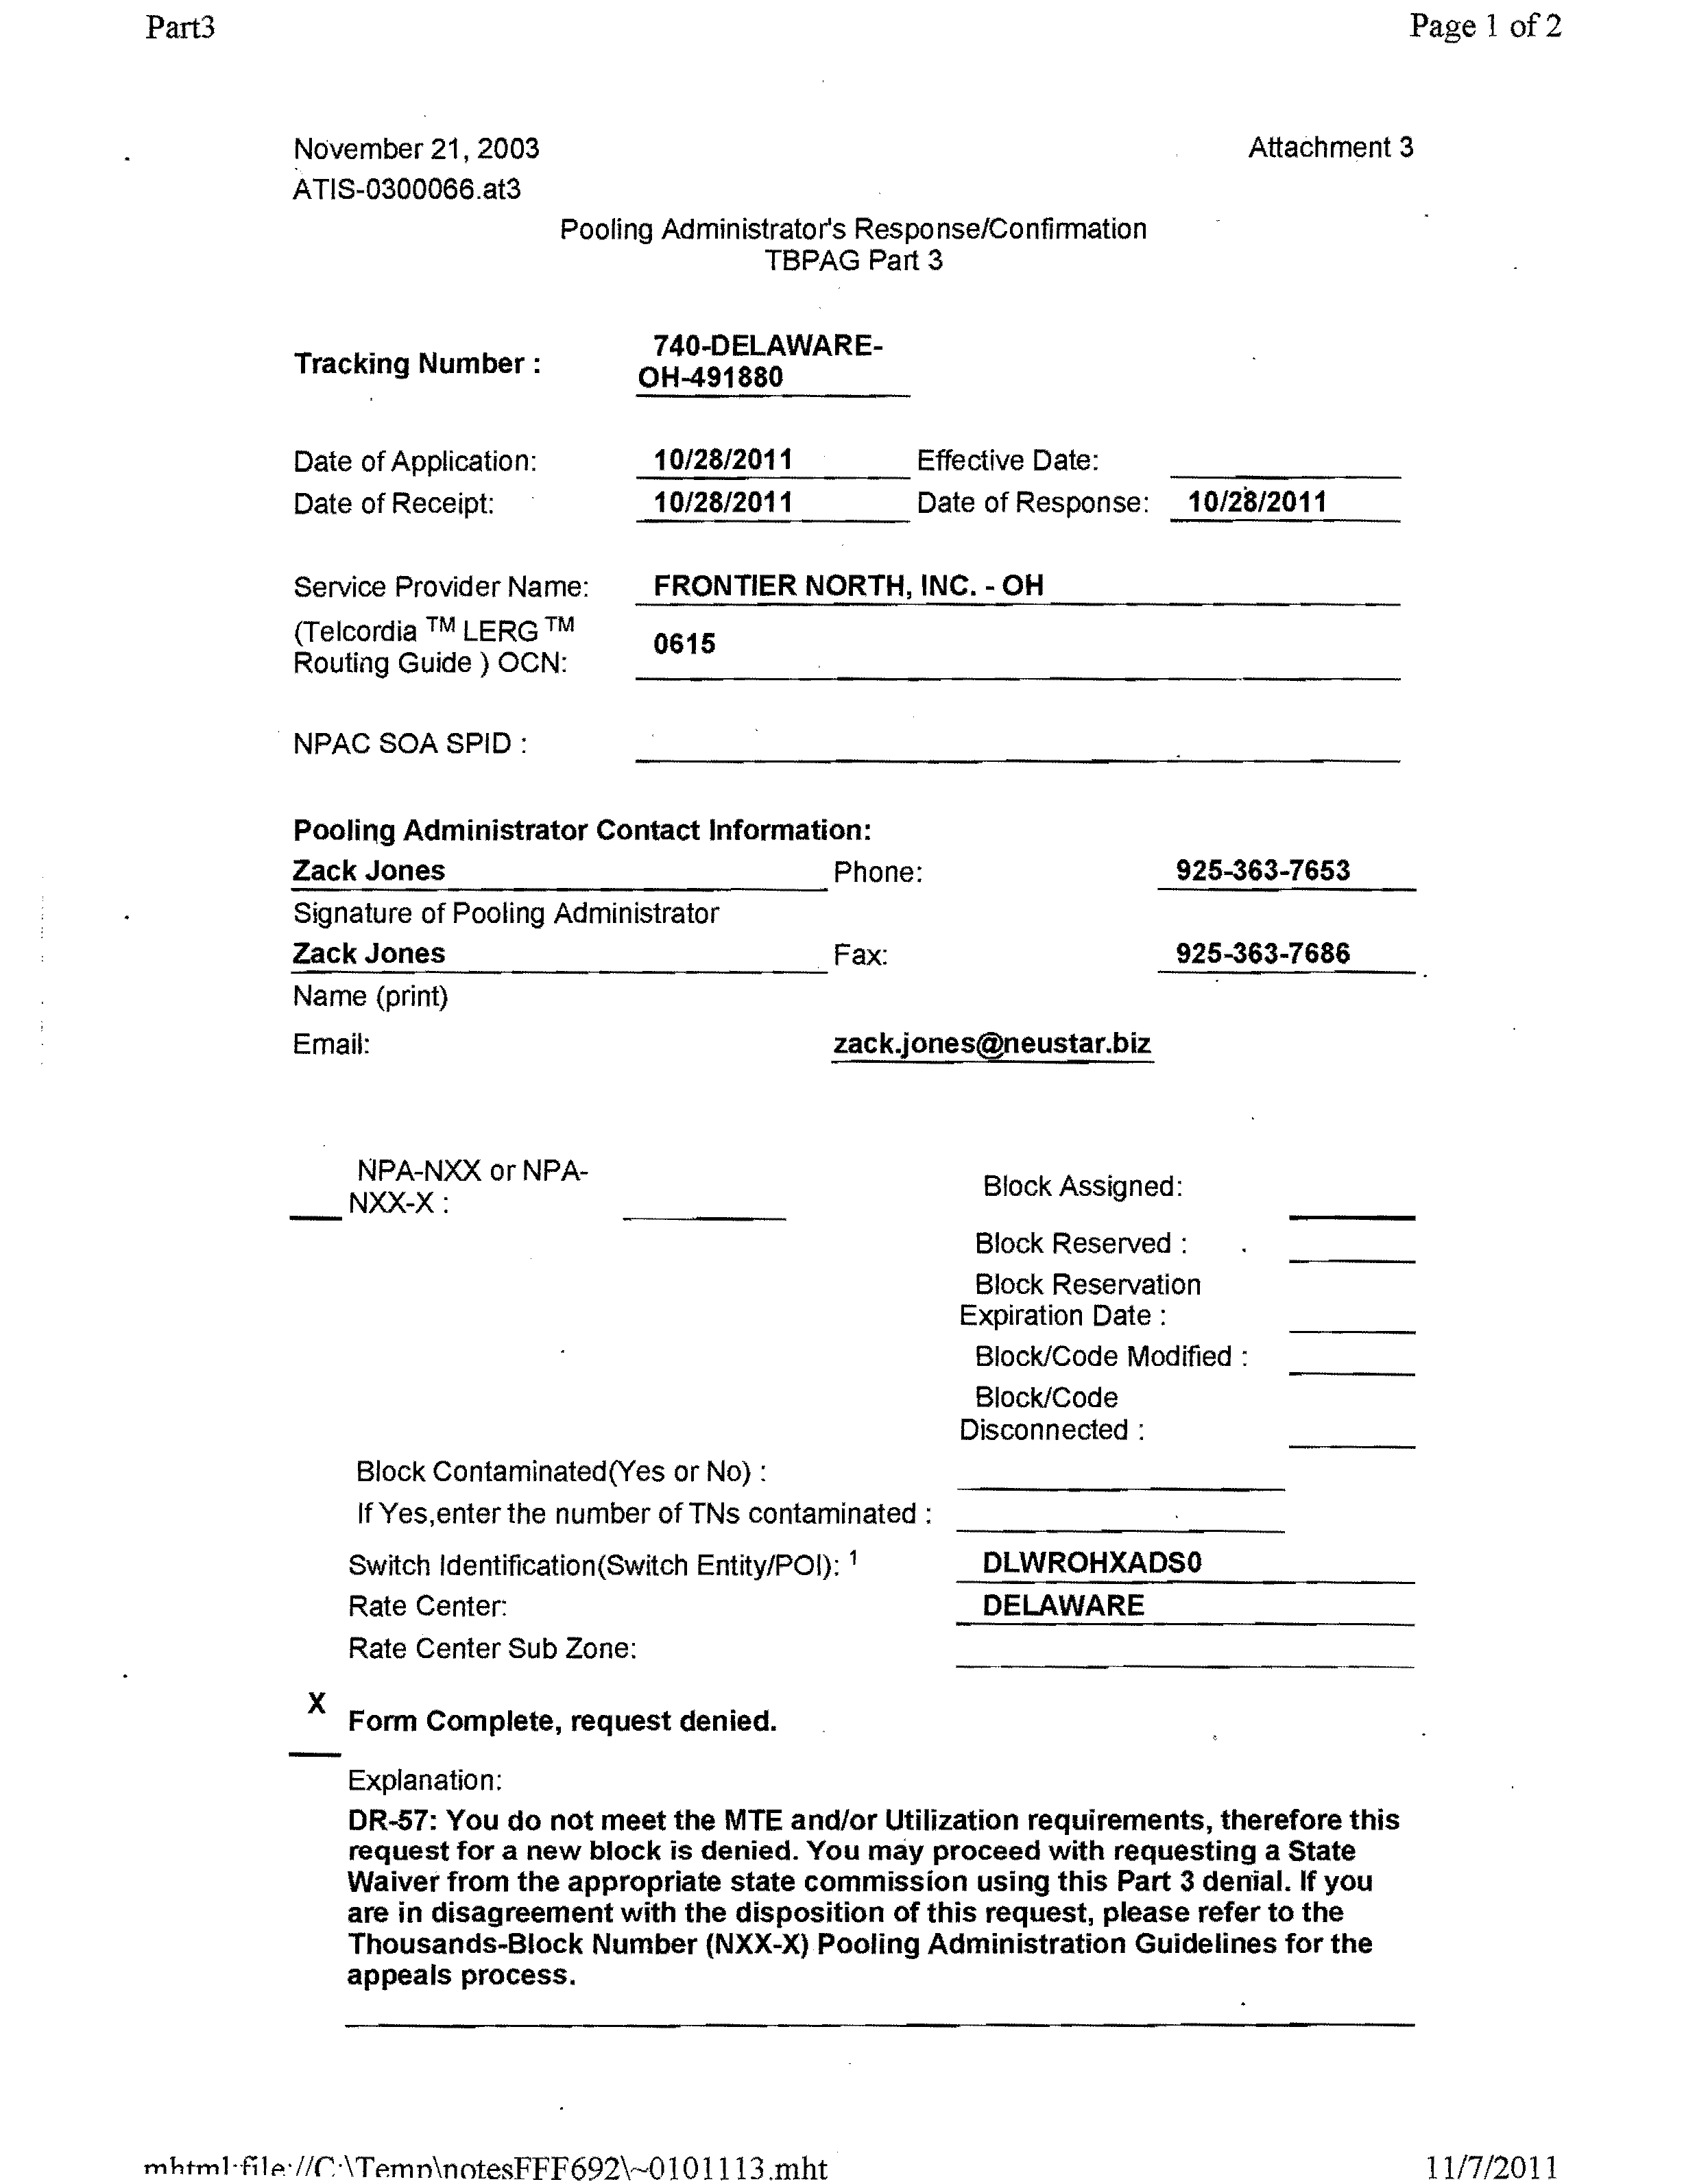 Part3 Page 1 of 2
November 21, 2003 Attachment 3
ATIS-0300066.at3
Pooling Administrator's Response/Confirmation
TBPAG Part 3
Tracking Number : 740-DELAWARE-
OH-491880
Date of Application: 10/28/2011 Effective Date:
Date of Receipt: 10/28/2011 Date of Response: 10/28/2011
Service Provider Name: FRONTIER NORTH, INC. - OH
(Telcordia TM LERG TM
Routing Guide ) OCN: 0615
NPAC SOA SPID :
Pooling Administrator Contact Information:
Zack Jones Phone: 925-363-7653
Signature of Pooling Administrator
Zack Jones Fax: 925-363-7686
Name (print)
Email: zack.jones@neustar.biz
NPA-NXX or NPA-
NXX-X :
Block Assigned:
Block Reserved :
Block Reservation
Expiration Date :
Block/Code Modified :
Block/Code
Disconnected :
Block Contaminated(Yes or No) :
If Yes,enter the number of TNs contaminated :
Switch Identification(Switch Entity/POI): 1 DLWROHXADS0
Rate Center: DELAWARE
Rate Center Sub Zone:
X Form Complete, request denied.
Explanation:
DR-57: You do not meet the MTE and/or Utilization requirements, therefore this
request for a new block is denied. You may proceed with requesting a State
Waiver from the appropriate state commission using this Part 3 denial. If you
are in disagreement with the disposition of this request, please refer to the
Thousands-Block Number (NXX-X) Pooling Administration Guidelines for the
appeals process.
mhtml:file://C:\Temp\notesFFF692\~0101113.mht 11/7/2011